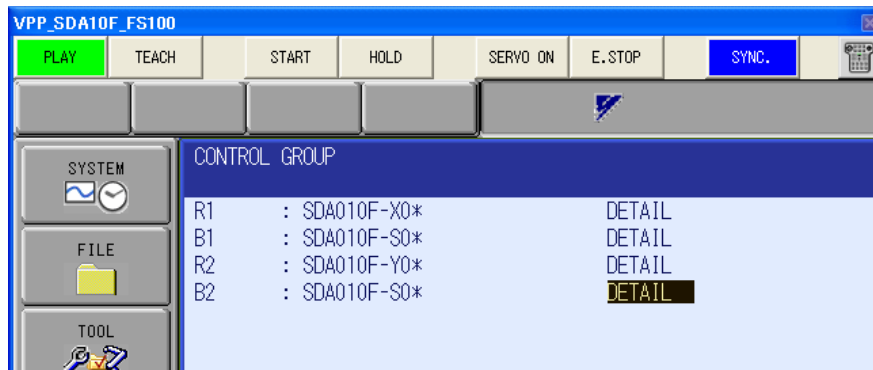 VPP_SDA10F_FS100
PLAY TEACH START HOLD SERVO ON E.STOP SYNC.
SYSTEM
FILE
TOOL
CONTROL GROUP
R1 : SDA010F-X0* DETAIL
B1 : SDA010F-S0* DETAIL
R2 : SDA010F-Y0* DETAIL
B2 : SDA010F-S0* DETAIL